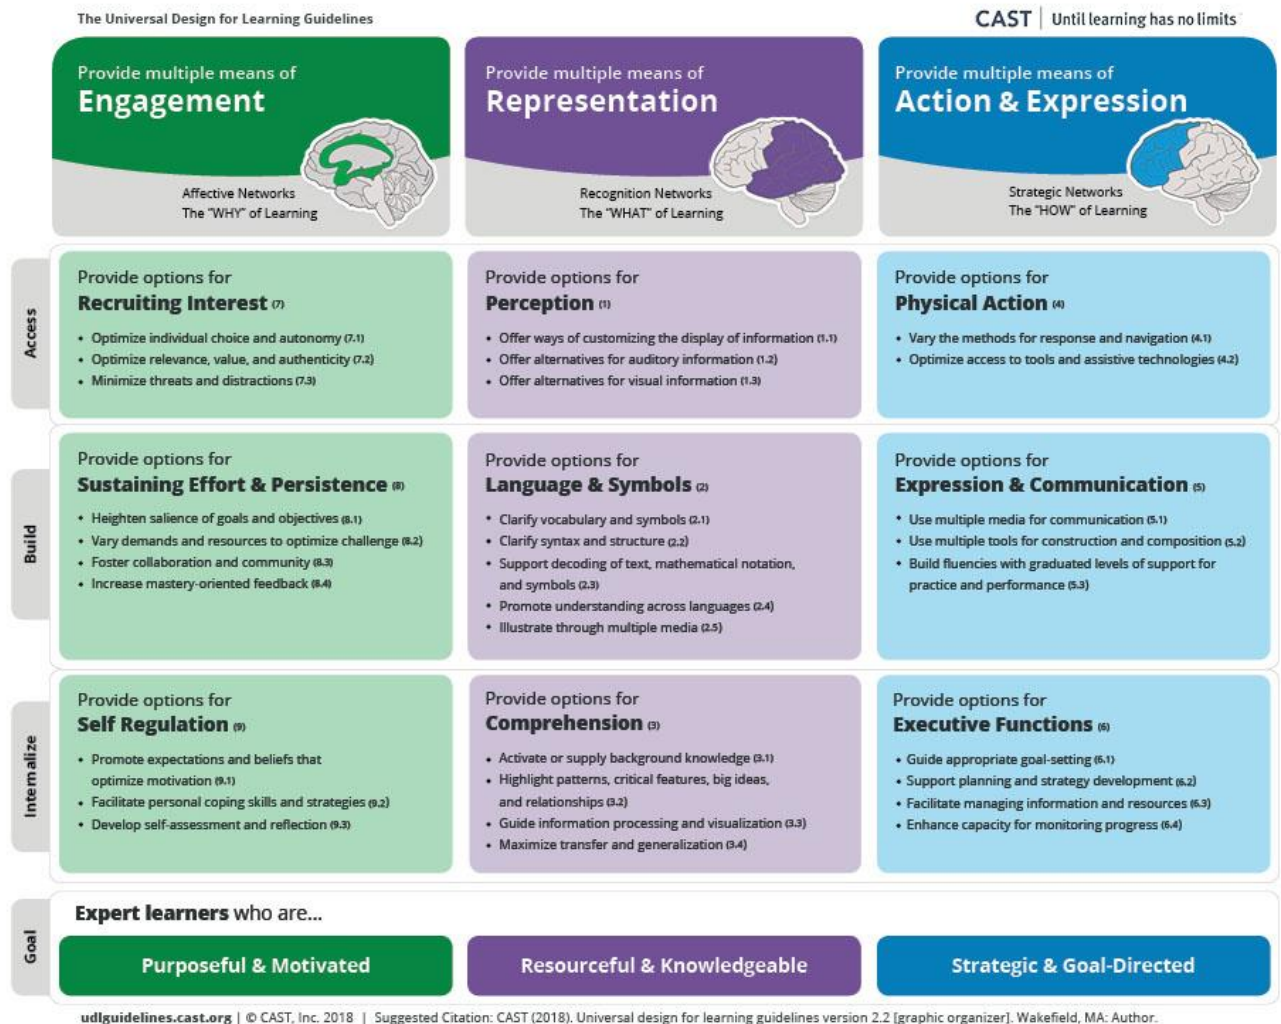 The Universal Design for Learning Guidelines
CAST | Until learning has no limits
Provide multiple means of
Engagement
Affective Networks
The "WHY" of Learning
Provide multiple means of
Representation
Recognition Networks
The "WHAT" of Learning
Provide multiple means of
Action & Expression
Strategic Networks
The "HOW" of Learning
Access
Provide options for
Recruiting Interest (7)
• Optimize individual choice and autonomy (7.1)
• Optimize relevance, value, and authenticity (7.2)
• Minimize threats and distractions (7.3)
Provide options for
Perception (1)
• Offer ways of customizing the display of information (1.1)
• Offer alternatives for auditory information (1.2)
• Offer alternatives for visual information (1.3)
Provide options for
Physical Action (4)
• Vary the methods for response and navigation (4.1)
• Optimize access to tools and assistive technologies (4.2)
Build
Provide options for
Sustaining Effort & Persistence (8)
• Heighten salience of goals and objectives (8.1)
• Vary demands and resources to optimize challenge (8.2)
• Foster collaboration and community (8.3)
• Increase mastery-oriented feedback (8.4)
Provide options for
Language & Symbols (2)
• Clarify vocabulary and symbols (2.1)
• Clarify syntax and structure (2.2)
• Support decoding of text, mathematical notation,
and symbols (2.3)
• Promote understanding across languages (2.4)
• Illustrate through multiple media (2.5)
Provide options for
Expression & Communication (5)
• Use multiple media for communication (5.1)
• Use multiple tools for construction and composition (5.2)
• Build fluencies with graduated levels of support for
practice and performance (5.3)
Internalize
Provide options for
Self Regulation (9)
• Promote expectations and beliefs that
optimize motivation (9.1)
• Facilitate personal coping skills and strategies (9.2)
• Develop self-assessment and reflection (9.3)
Provide options for
Comprehension (3)
• Activate or supply background knowledge (3.1)
• Highlight patterns, critical features, big ideas,
and relationships (3.2)
• Guide information processing and visualization (3.3)
• Maximize transfer and generalization (3.4)
Provide options for
Executive Functions (6)
• Guide appropriate goal-setting (6.1)
• Support planning and strategy development (6.2)
• Facilitate managing information and resources (6.3)
• Enhance capacity for monitoring progress (6.4)
Goal
Expert learners who are...
Purposeful & Motivated
Resourceful & Knowledgeable
Strategic & Goal-Directed
udlguidelines.cast.org | © CAST, Inc. 2018 | Suggested Citation: CAST (2018). Universal design for learning guidelines version 2.2 [graphic organizer]. Wakefield, MA: Author.